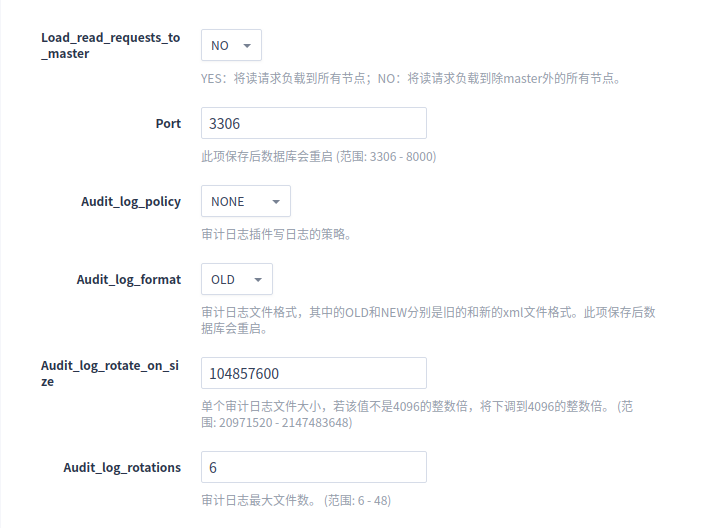 Load_read_requests_to
_master
NO
YES：将读请求负载到所有节点；NO：将读请求负载到除master外的所有节点。
Port
3306
此项保存后数据库会重启 (范围: 3306 - 8000)
Audit_log_policy
NONE
审计日志插件写日志的策略。
Audit_log_format
OLD
审计日志文件格式，其中的OLD和NEW分别是旧的和新的xml文件格式。此项保存后数
据库会重启。
Audit_log_rotate_on_si
ze
104857600
单个审计日志文件大小，若该值不是4096的整数倍，将下调到4096的整数倍。 (范
围: 20971520 - 2147483648)
Audit_log_rotations
6
审计日志最大文件数。 (范围: 6 - 48)